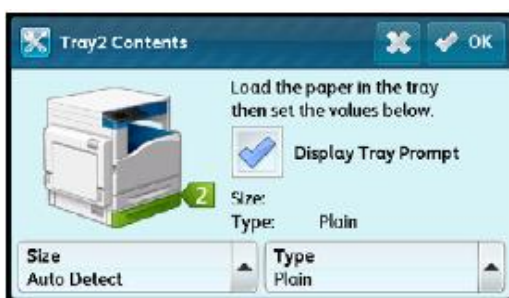 Tray2 Contents
OK
Load the paper in the tray
then set the values below.
Display Tray Prompt
2
Size:
Type: Plain
Size
Auto Detect
Type
Plain